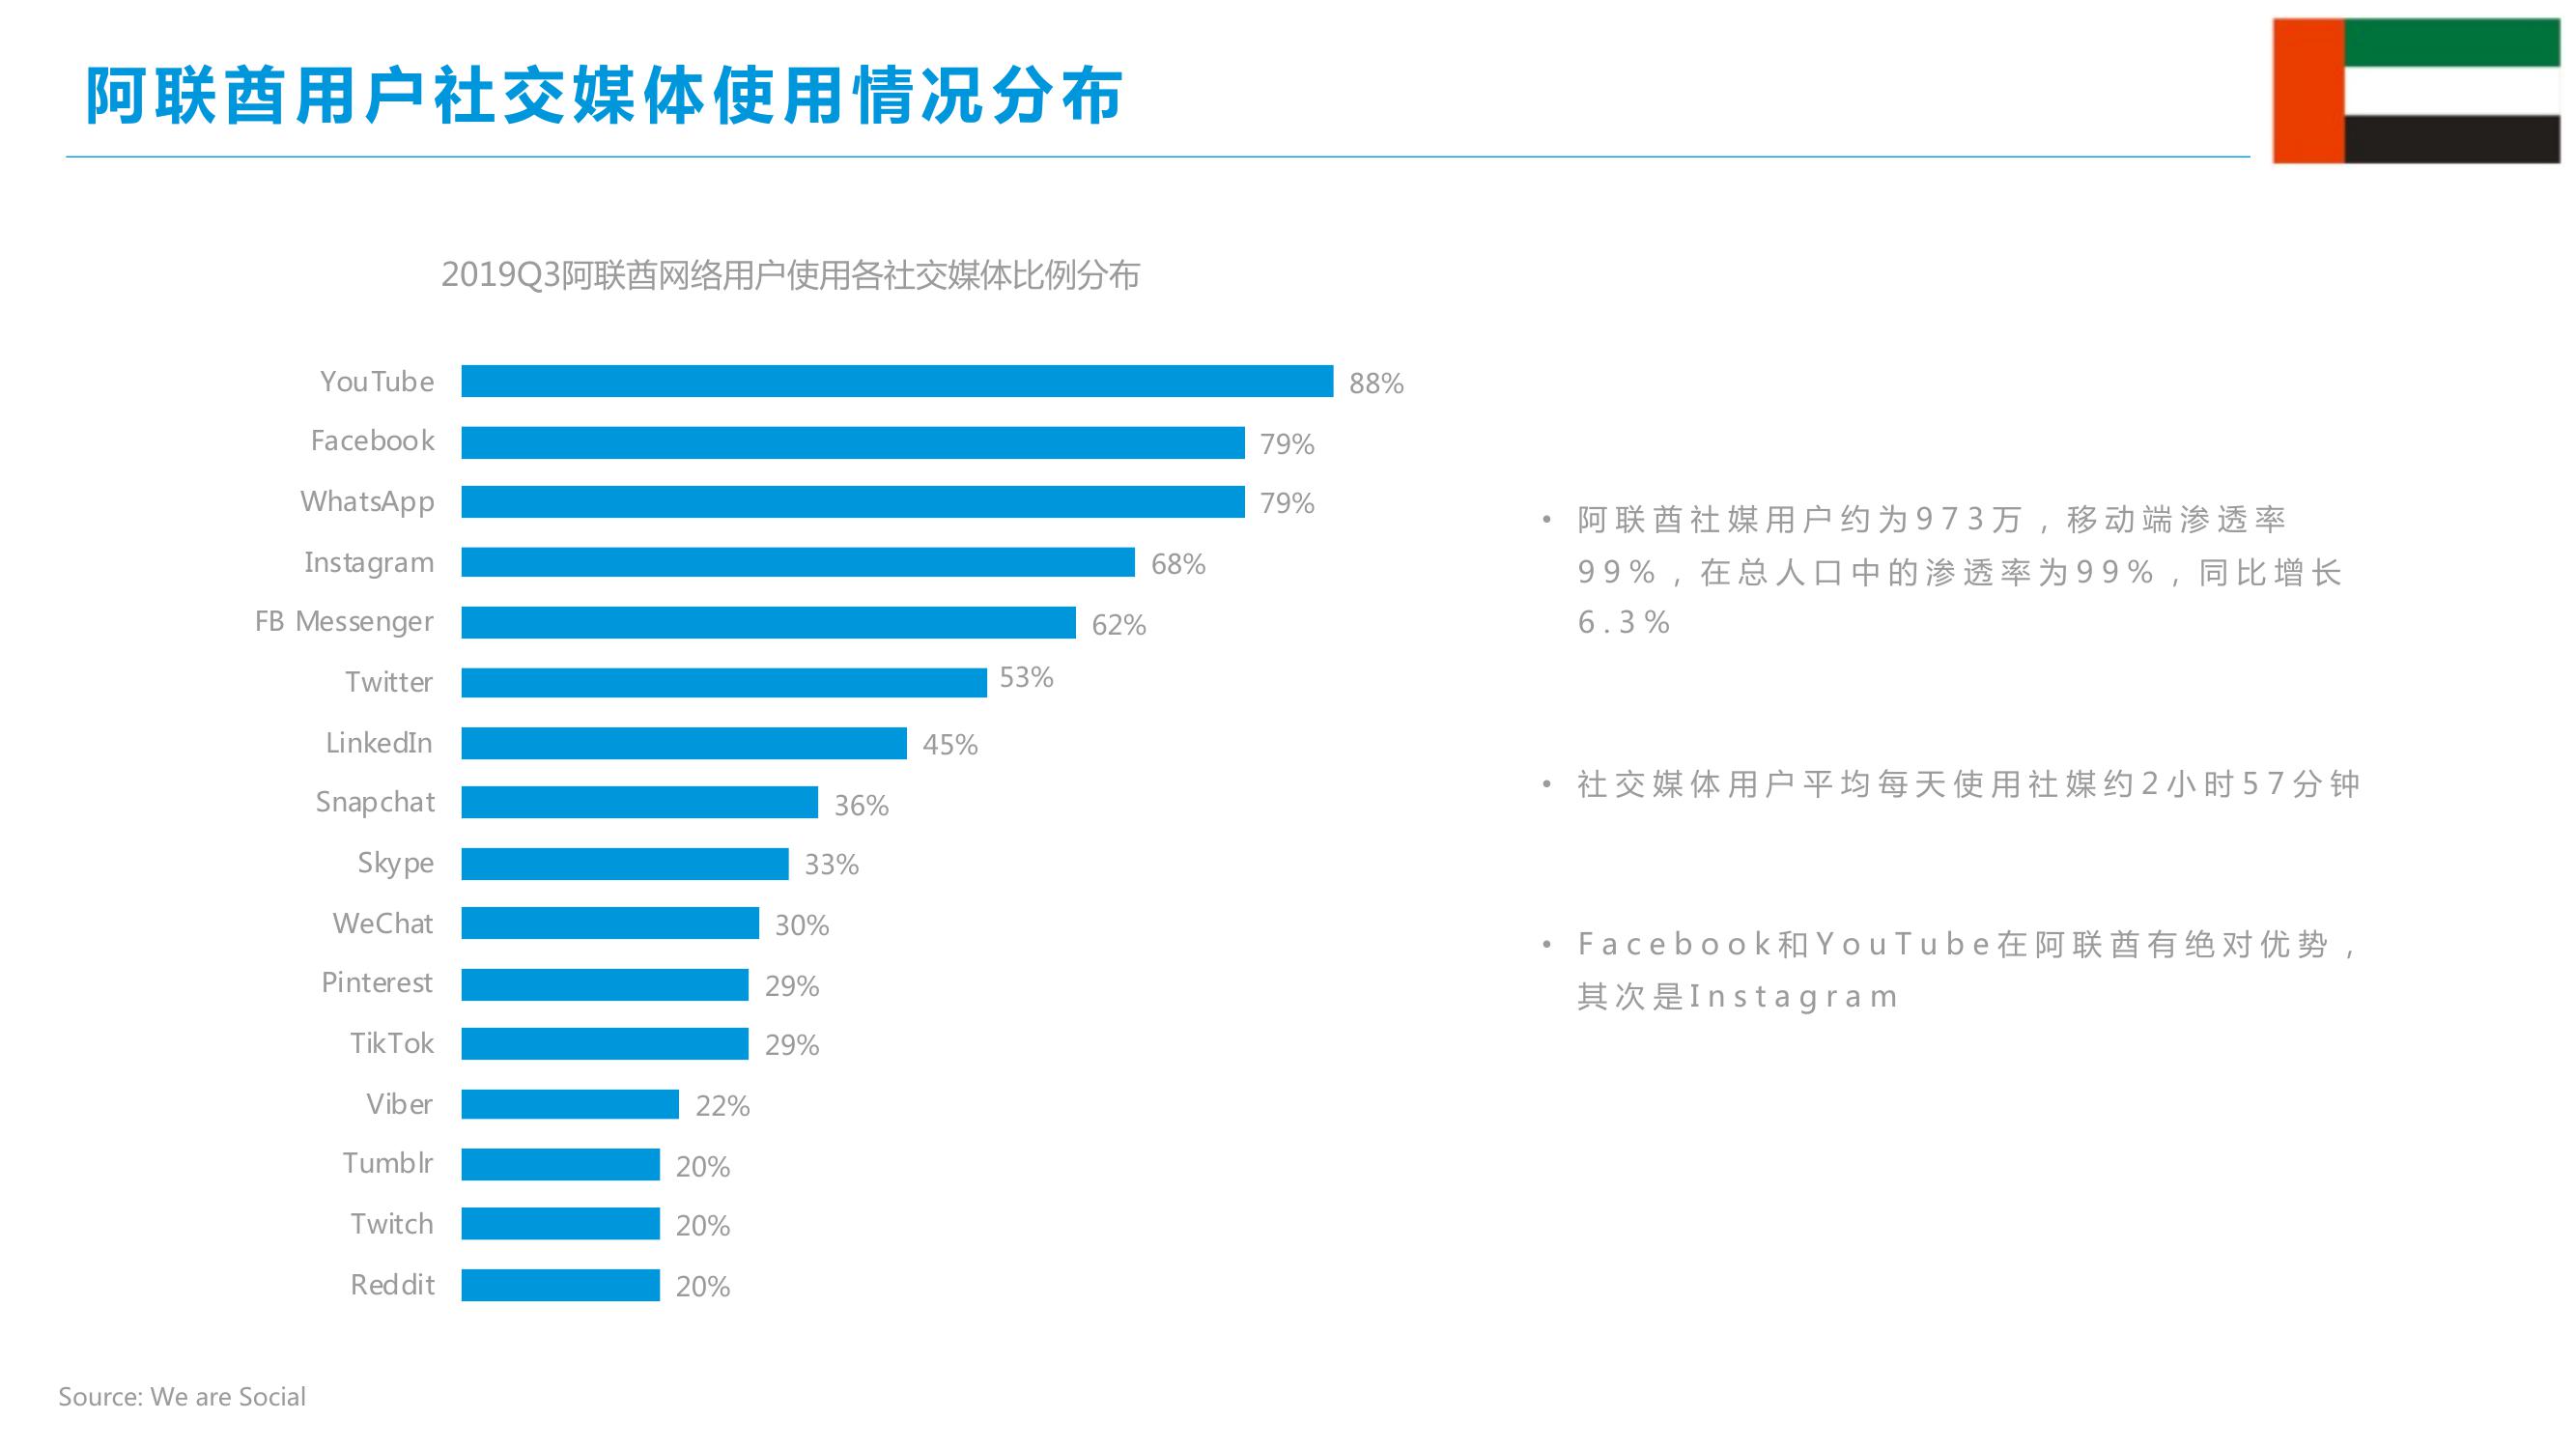 阿联酋用户社交媒体使用情况分布
2019Q3阿联酋网络用户使用各社交媒体比例分布
YouTube 88%
Facebook 79%
WhatsApp 79%
Instagram 68%
FB Messenger 62%
Twitter 53%
LinkedIn 45%
Snapchat 36%
Skype 33%
WeChat 30%
Pinterest 29%
TikTok 29%
Viber 22%
Tumblr 20%
Twitch 20%
Reddit 20%
• 阿联酋社媒用户约为973万，移动端渗透率
99%，在总人口中的渗透率为99%，同比增长
6.3%
• 社交媒体用户平均每天使用社媒约2小时57分钟
• Facebook和YouTube在阿联酋有绝对优势，
其次是Instagram
Source: We are Social